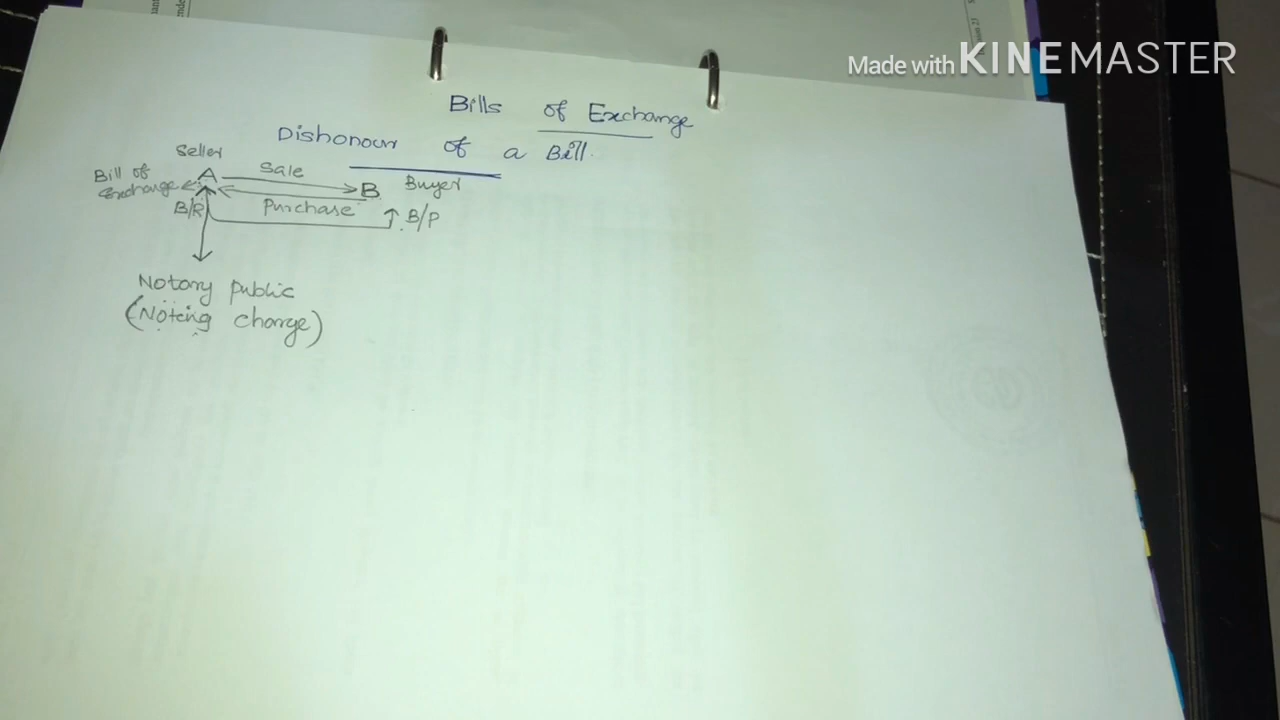 Made with KINEMASTER
Bills of Exchange
Dishonour of a Bill.
Seller
Bill of Exchange A Sale B Buyer
B/R Purchase B/P
Notary public
(Noting charge)